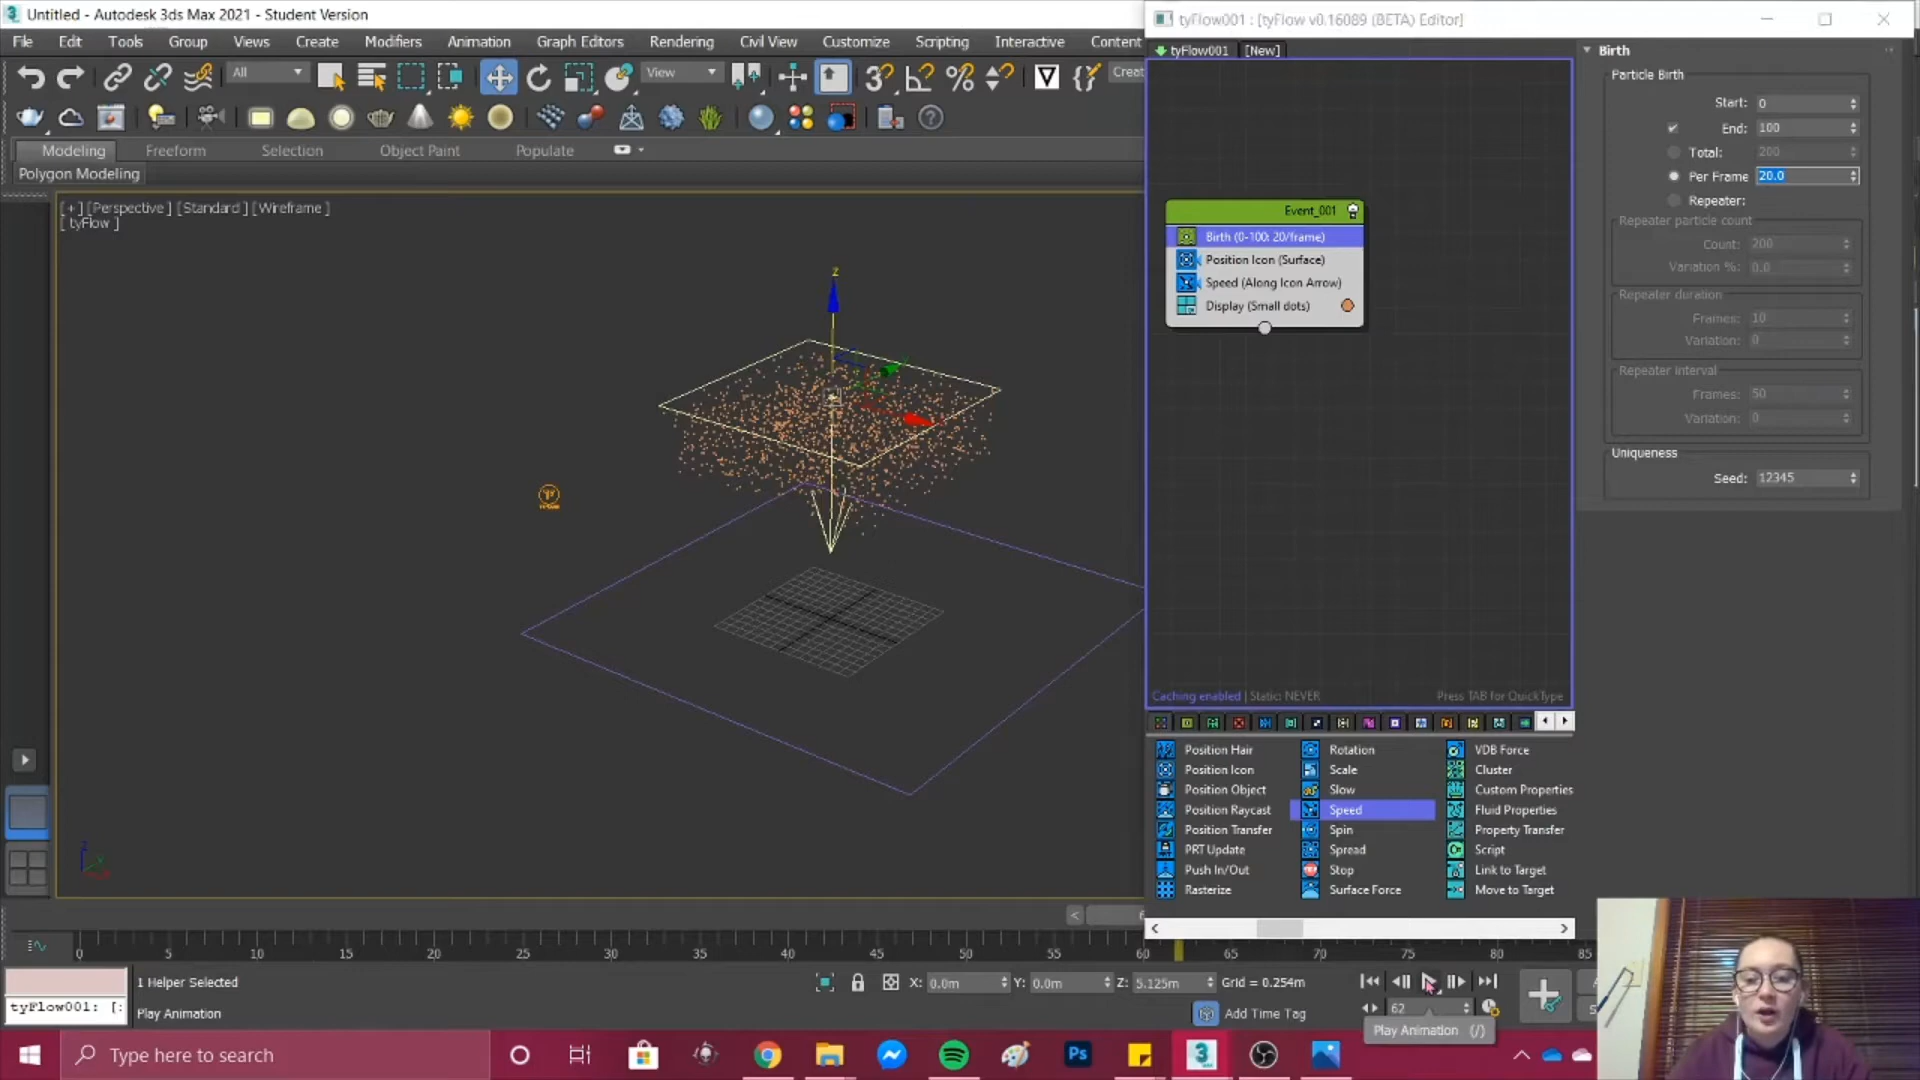 Untitled - Autodesk 3ds Max 2021 - Student Version
File Edit Tools Group Views Create Modifiers Animation Graph Editors Rendering Civil View Customize Scripting Interactive Content
All
View
Crea
Modeling Freeform Selection Object Paint Populate
Polygon Modeling
[ + ] [Perspective ] [Standard ] [Wireframe ]
[ tyFlow ]
z
tyFlow001 : [tyFlow v0.16089 (BETA) Editor]
tyFlow001 [New]
Event_001
Birth (0-100: 20/frame)
Position Icon (Surface)
Speed (Along Icon Arrow)
Display (Small dots)
Caching enabled | Static: NEVER Press TAB for QuickType
Position Hair Rotation VDB Force
Position Icon Scale Cluster
Position Object Slow Custom Properties
Position Raycast Speed Fluid Properties
Position Transfer Spin Property Transfer
PRT Update Spread Script
Push In/Out Stop Link to Target
Rasterize Surface Force Move to Target
Birth
Particle Birth
Start: 0
End: 100
Total: 200
Per Frame 20.0
Repeater:
Repeater particle count
Count: 200
Variation %: 0.0
Repeater duration
Frames: 10
Variation: 0
Repeater interval
Frames: 50
Variation: 0
Uniqueness
Seed: 12345
0 5 10 15 20 25 30 35 40 45 50 55 60 65 70 75 80 85
1 Helper Selected
X: 0.0m Y: 0.0m Z: 5.125m Grid = 0.254m
tyFlow001: [:
Play Animation
Add Time Tag
62
Play Animation (/)
Type here to search